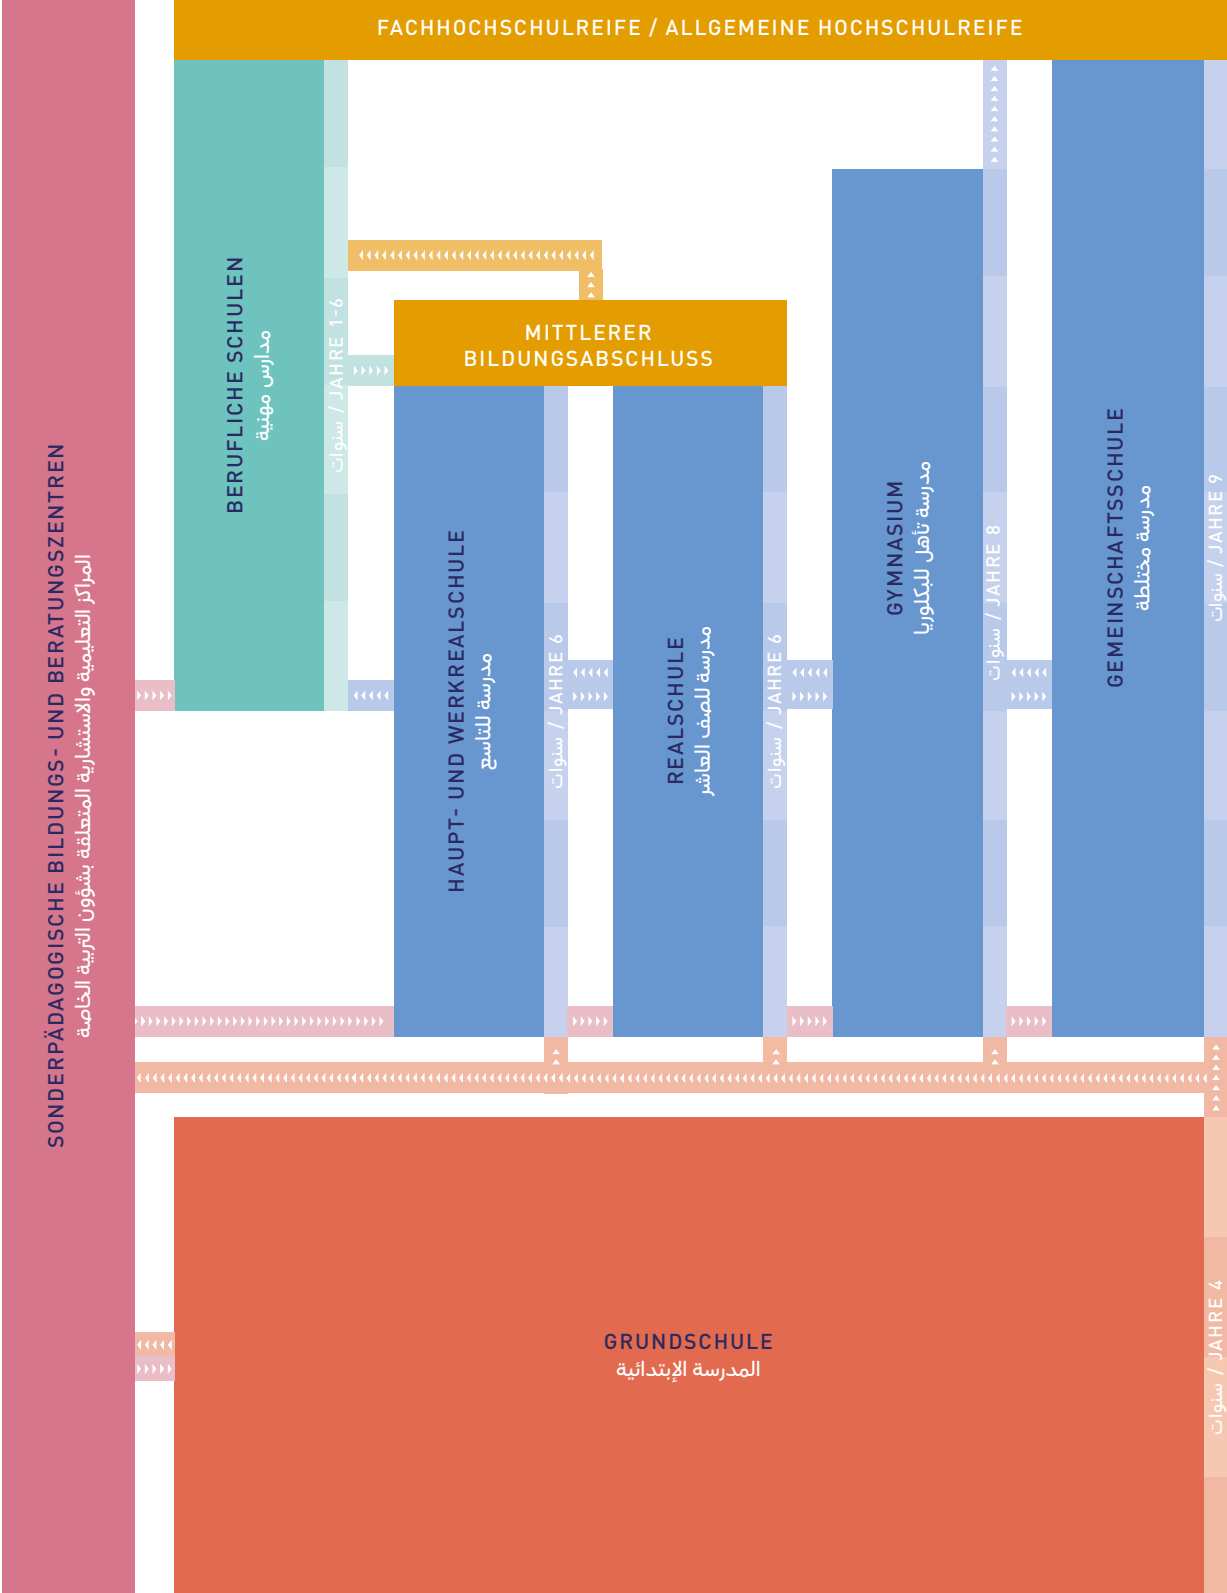 FACHHOCHSCHULREIFE / ALLGEMEINE HOCHSCHULREIFE
SONDERPÄDAGOGISCHE BILDUNGS- UND BERATUNGSZENTREN
المراكز التعليمية والاستشارية المتعلقة بشؤون التربية الخاصة
BERUFLICHE SCHULEN
مدارس مهنية
سنوات / JAHRE 1-6
MITTLERER
BILDUNGSABSCHLUSS
HAUPT- UND WERKREALSCHULE
مدرسة للتاسع
سنوات / JAHRE 6
REALSCHULE
مدرسة للصف العاشر
سنوات / JAHRE 6
GYMNASIUM
مدرسة تأهل للبكلوريا
سنوات / JAHRE 8
GEMEINSCHAFTSSCHULE
مدرسة مختلطة
سنوات / JAHRE 9
GRUNDSCHULE
المدرسة الإبتدائية
سنوات / JAHRE 4